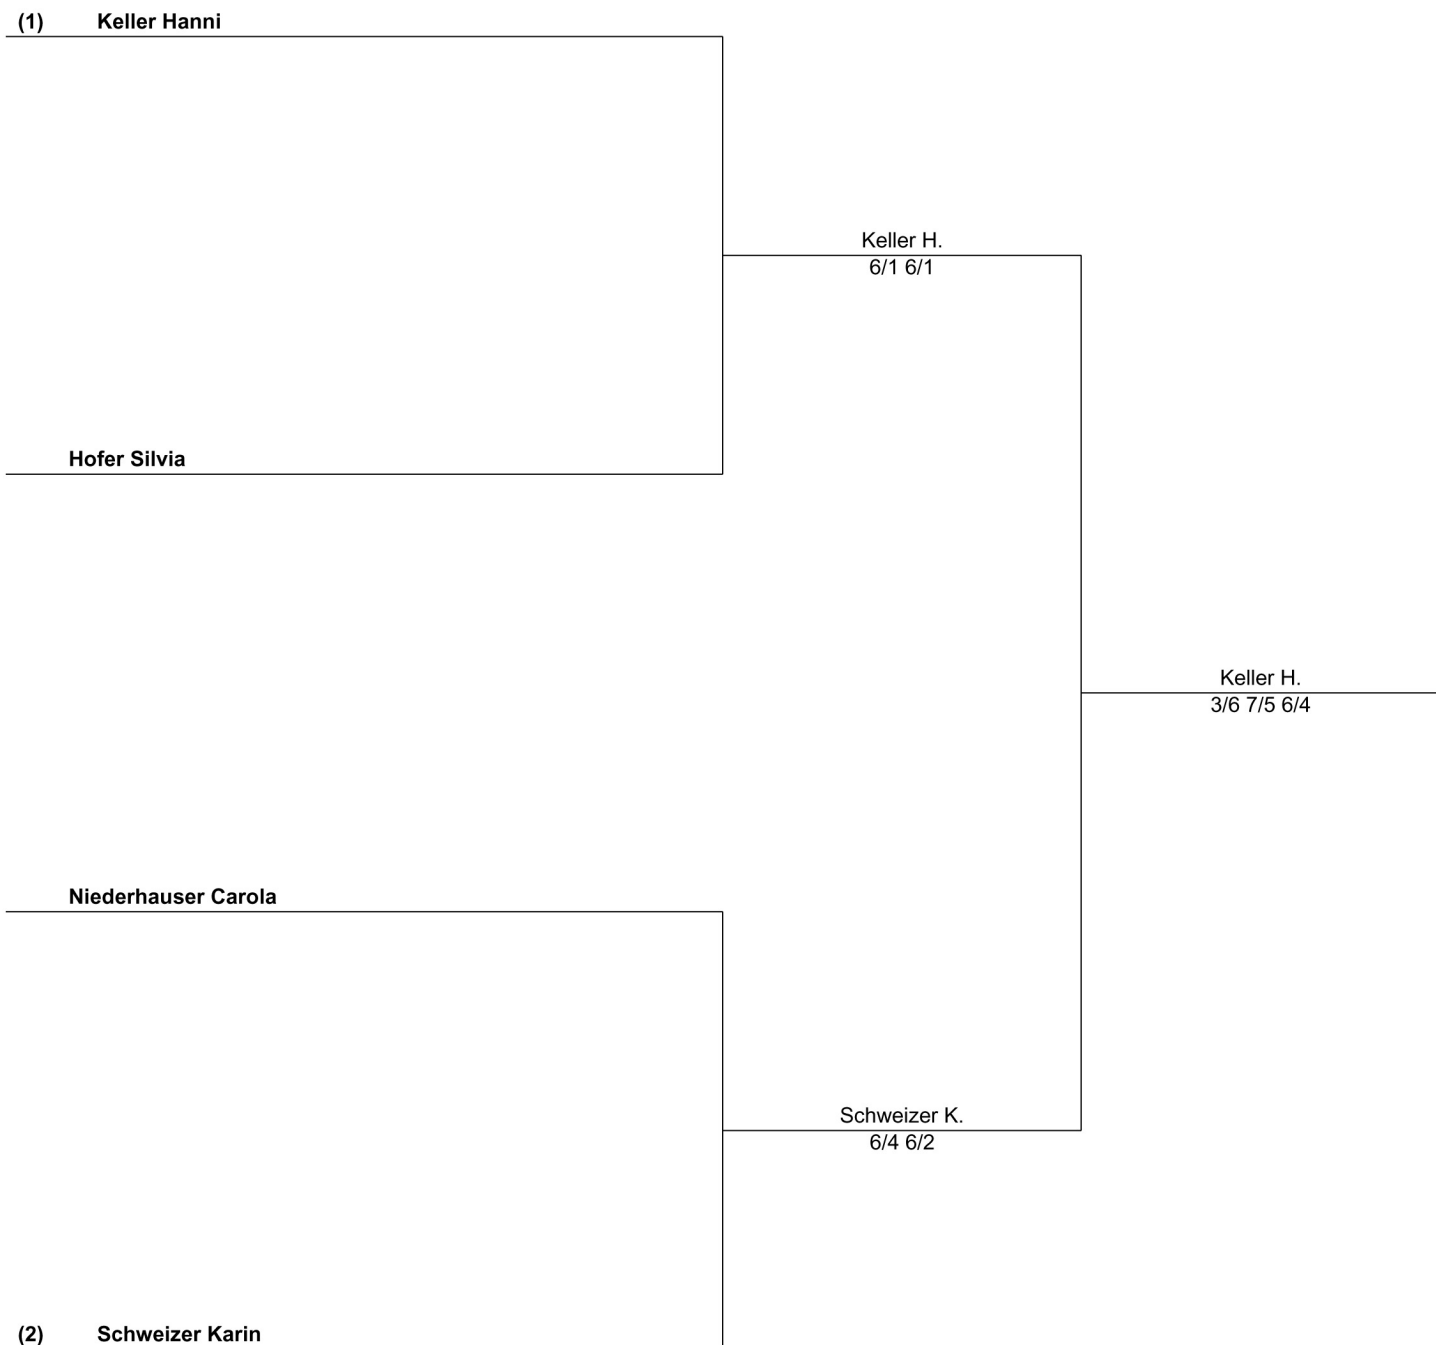 (1) Keller Hanni
Keller H.
6/1 6/1
Hofer Silvia
Keller H.
3/6 7/5 6/4
Niederhauser Carola
Schweizer K.
6/4 6/2
(2) Schweizer Karin